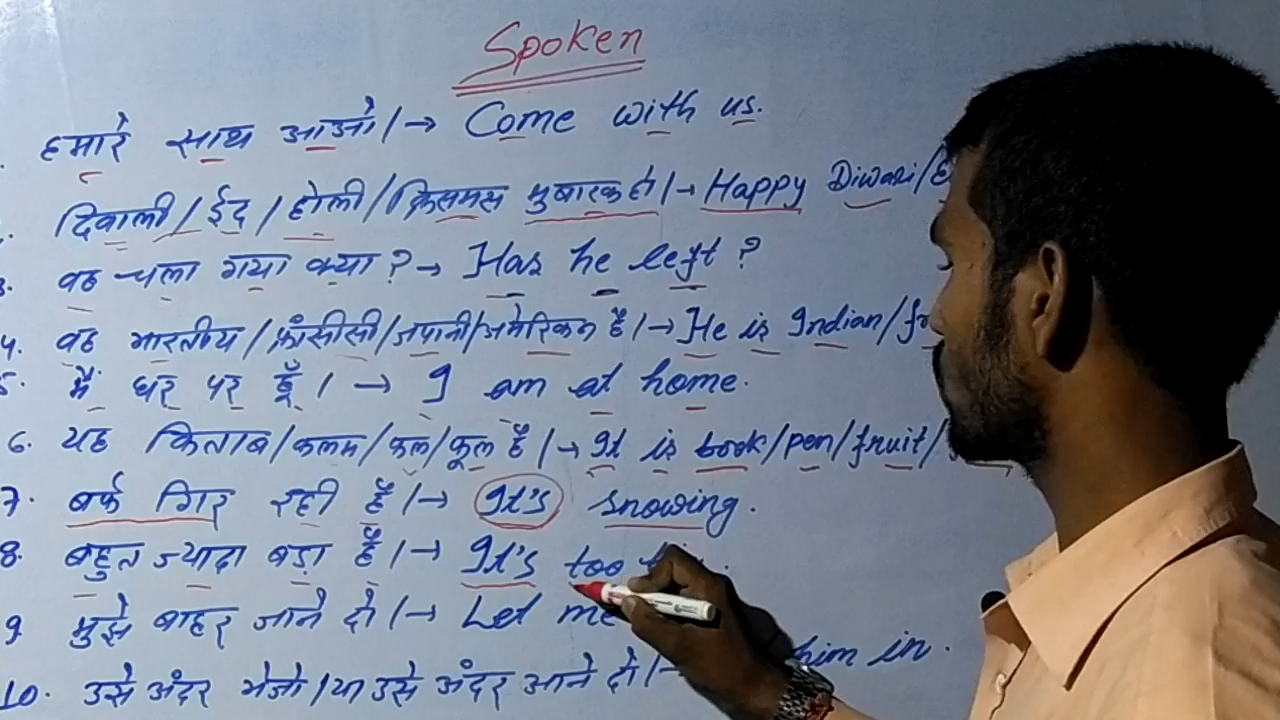 Spoken
हमारे साथ आओ। → Come with us.
दिवाली / ईद / होली / क्रिसमस मुबारक हो। → Happy Diwali /
3. वह चला गया क्या ? → Has he left ?
4. वह भारतीय / फ्रांसीसी / जपानी / अमेरिकन है। → He is Indian /
5. मैं घर पर हूँ। → I am at home.
6. यह किताब / कलम / फल / फूल है। → It is book / pen / fruit /
7. बर्फ गिर रही है। → It's snowing.
8. बहुत ज्यादा बड़ा है। → It's too
9 मुझे बाहर जाने दो। → Let me
10. उसे अंदर भेजो / या उसे अंदर आने दो। → him in.